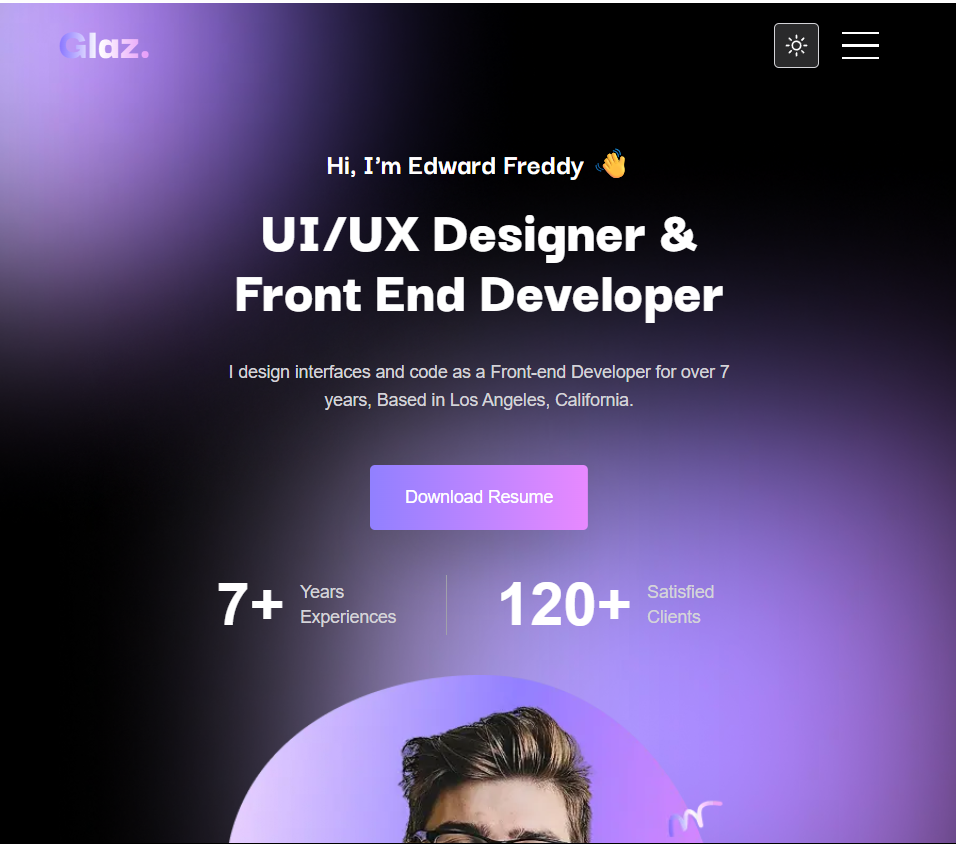 Glaz.
Hi, I'm Edward Freddy 👋
UI/UX Designer &
Front End Developer
I design interfaces and code as a Front-end Developer for over 7
years, Based in Los Angeles, California.
Download Resume
7+ Years
Experiences
120+ Satisfied
Clients